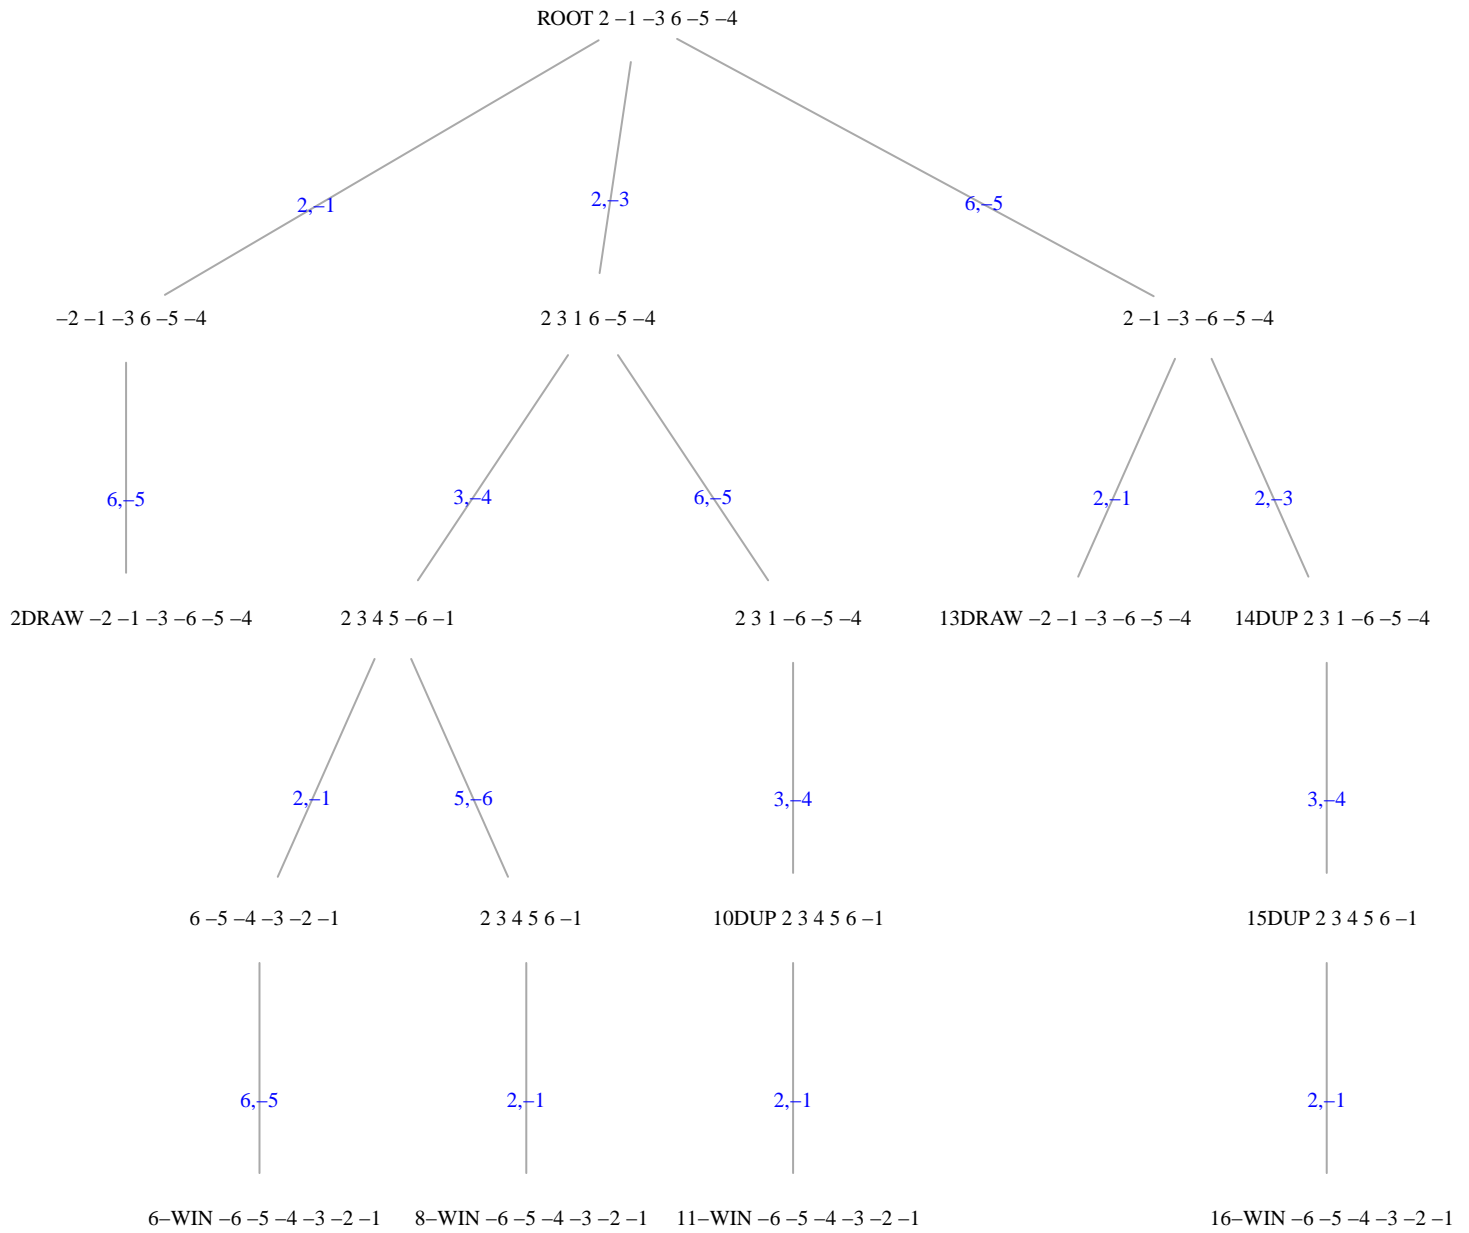 ROOT 2 –1 –3 6 –5 –4
2,–1
2,–3
6,–5
–2 –1 –3 6 –5 –4
2 3 1 6 –5 –4
2 –1 –3 –6 –5 –4
6,–5
3,–4
6,–5
2,–1
2,–3
2DRAW –2 –1 –3 –6 –5 –4
2 3 4 5 –6 –1
2 3 1 –6 –5 –4
13DRAW –2 –1 –3 –6 –5 –4
14DUP 2 3 1 –6 –5 –4
2,–1
5,–6
3,–4
3,–4
6 –5 –4 –3 –2 –1
2 3 4 5 6 –1
10DUP 2 3 4 5 6 –1
15DUP 2 3 4 5 6 –1
6,–5
2,–1
2,–1
2,–1
6–WIN –6 –5 –4 –3 –2 –1
8–WIN –6 –5 –4 –3 –2 –1
11–WIN –6 –5 –4 –3 –2 –1
16–WIN –6 –5 –4 –3 –2 –1